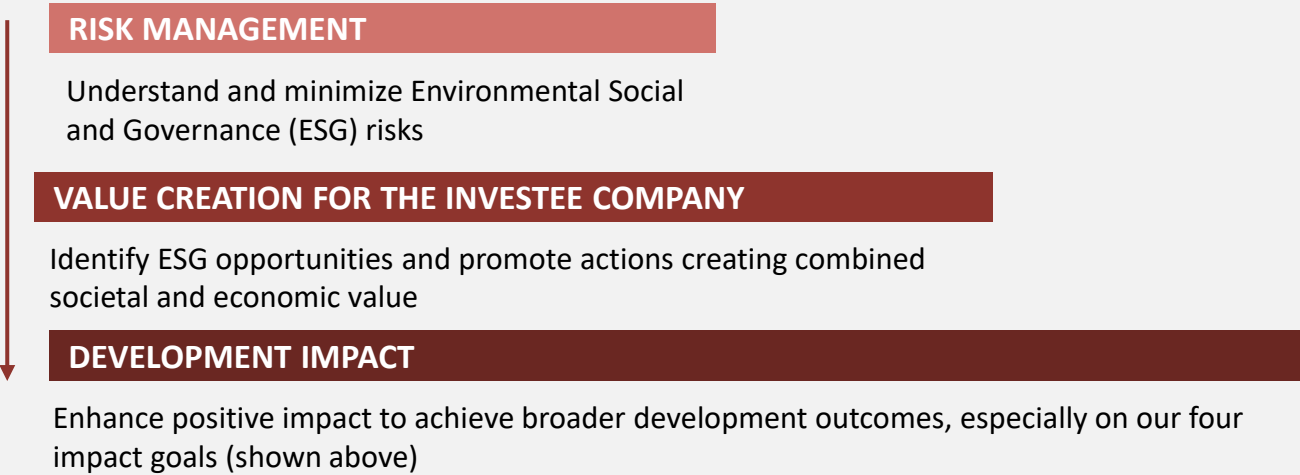 RISK MANAGEMENT
Understand and minimize Environmental Social
and Governance (ESG) risks
VALUE CREATION FOR THE INVESTEE COMPANY
Identify ESG opportunities and promote actions creating combined
societal and economic value
DEVELOPMENT IMPACT
Enhance positive impact to achieve broader development outcomes, especially on our four
impact goals (shown above)